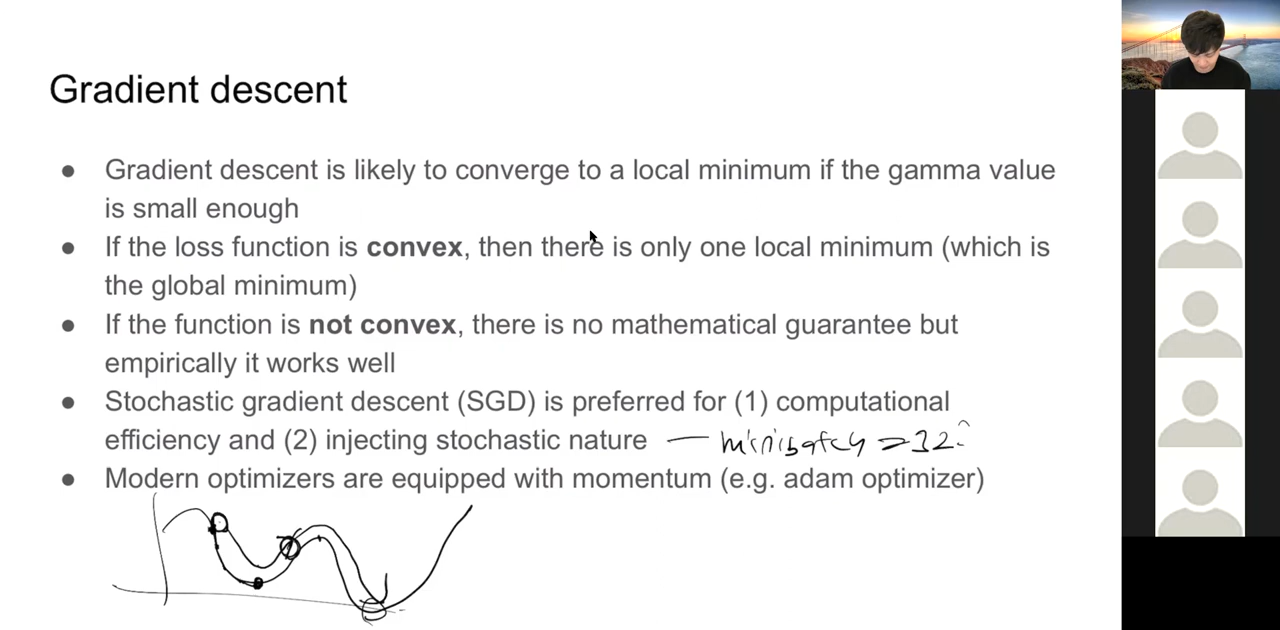 Gradient descent
● Gradient descent is likely to converge to a local minimum if the gamma value
is small enough
● If the loss function is convex, then there is only one local minimum (which is
the global minimum)
● If the function is not convex, there is no mathematical guarantee but
empirically it works well
● Stochastic gradient descent (SGD) is preferred for (1) computational
efficiency and (2) injecting stochastic nature — minibatch
● Modern optimizers are equipped with momentum (e.g. adam optimizer)